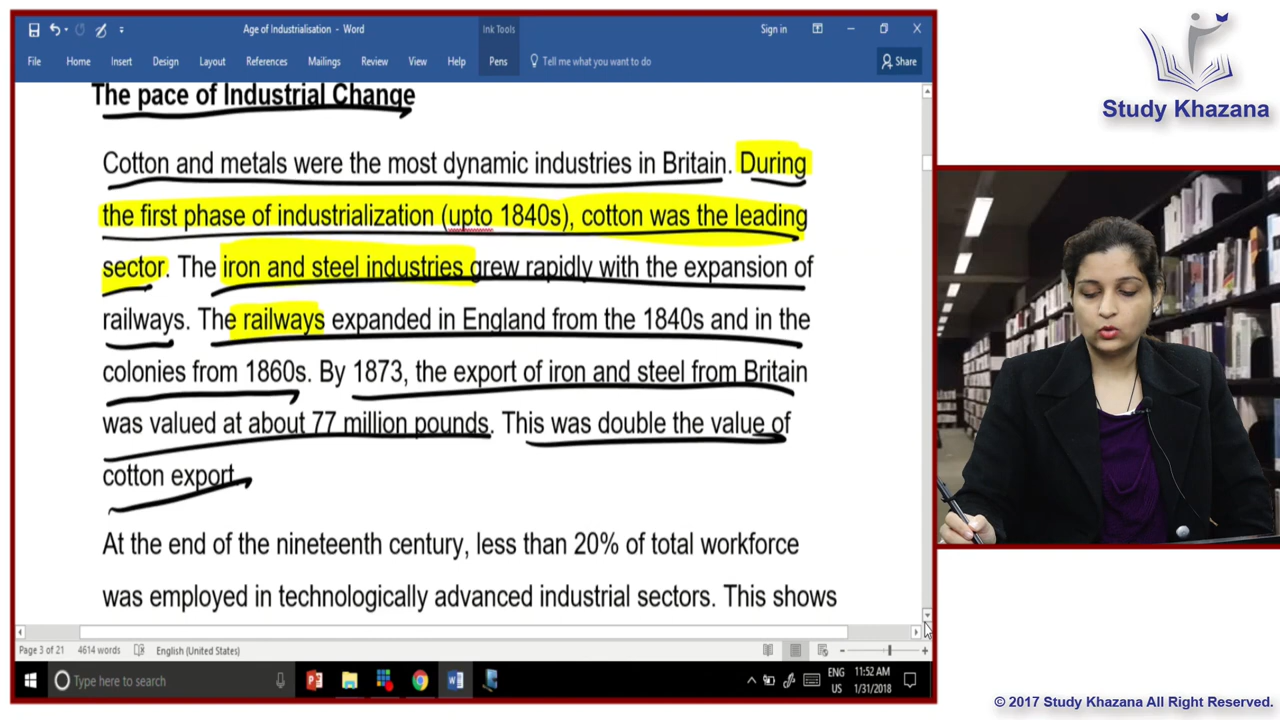 Age of Industrialisation - Word
Ink Tools
Sign in
File Home Insert Design Layout References Mailings Review View Help Pens Tell me what you want to do Share
Study Khazana
The pace of Industrial Change
Cotton and metals were the most dynamic industries in Britain. During
the first phase of industrialization (upto 1840s), cotton was the leading
sector. The iron and steel industries grew rapidly with the expansion of
railways. The railways expanded in England from the 1840s and in the
colonies from 1860s. By 1873, the export of iron and steel from Britain
was valued at about 77 million pounds. This was double the value of
cotton export.
At the end of the nineteenth century, less than 20% of total workforce
was employed in technologically advanced industrial sectors. This shows
Page 3 of 21 4614 words English (United States)
Type here to search
ENG 11:52 AM
US 1/31/2018
© 2017 Study Khazana All Right Reserved.